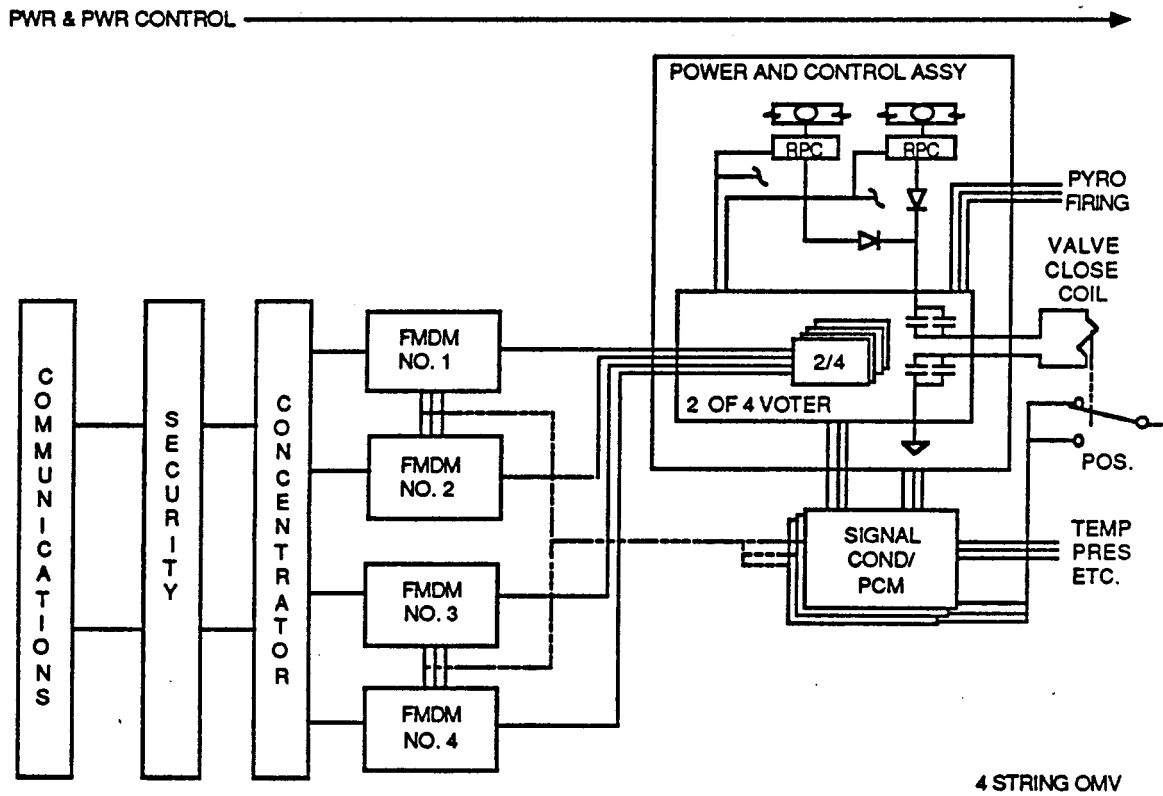 PWR & PWR CONTROL
POWER AND CONTROL ASSY
RPC
RPC
PYRO
FIRING
VALVE
CLOSE
COIL
COMMUNICATIONS
SECURITY
CONCENTRATOR
FMDM
NO. 1
FMDM
NO. 2
FMDM
NO. 3
FMDM
NO. 4
2/4
2 OF 4 VOTER
POS.
SIGNAL
COND/
PCM
TEMP
PRES
ETC.
4 STRING OMV